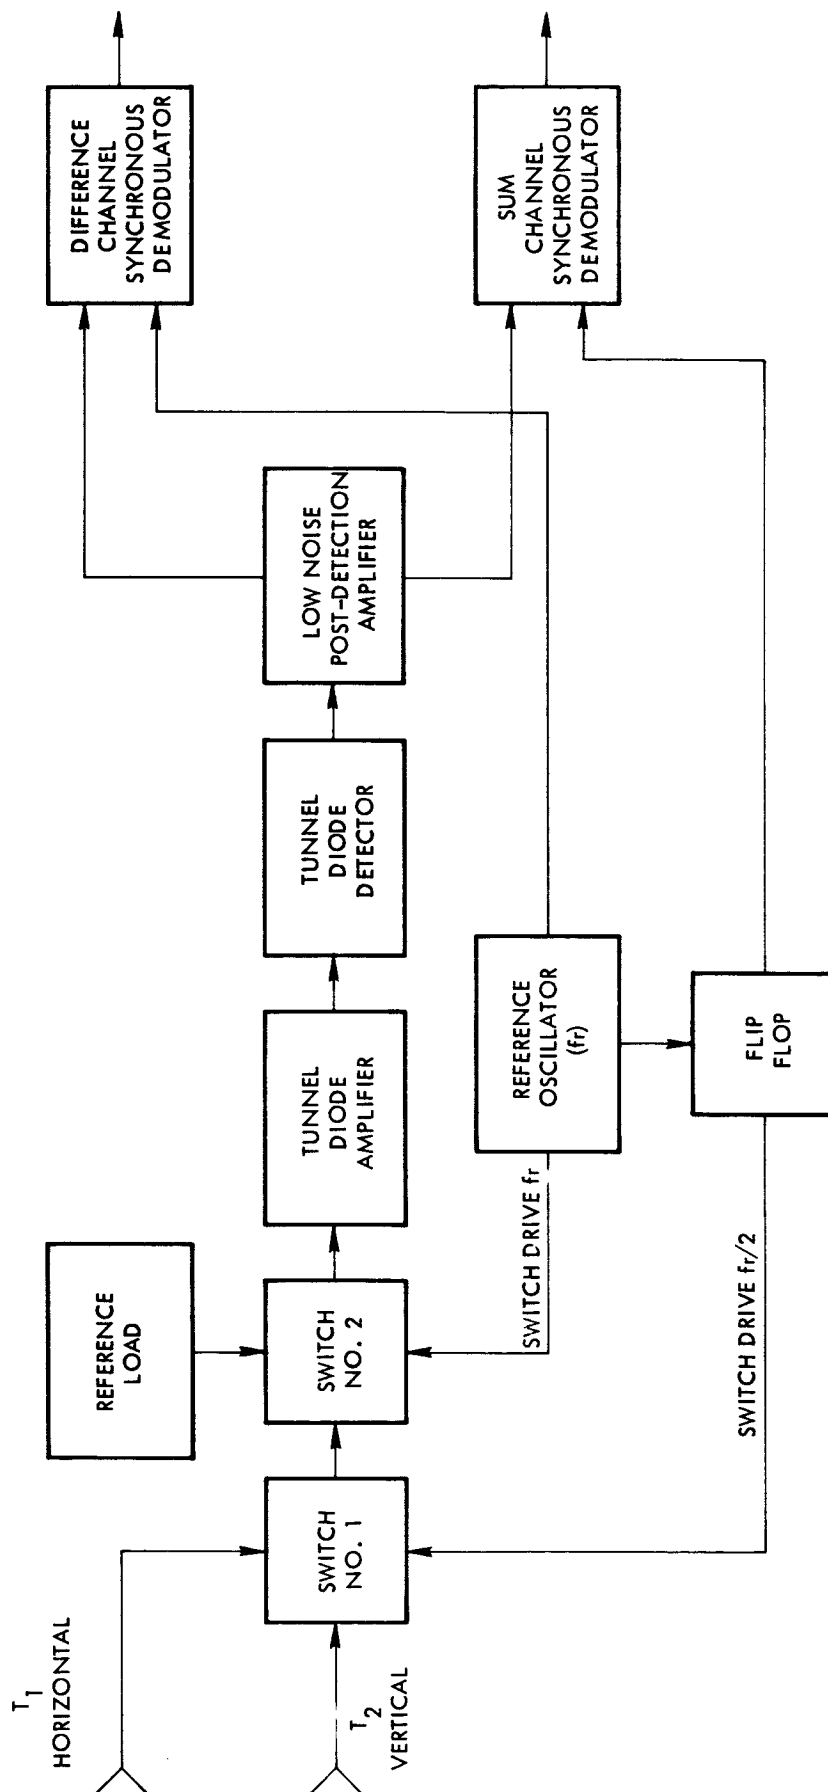 T1
HORIZONTAL
T2
VERTICAL
SWITCH
NO. 1
REFERENCE
LOAD
SWITCH
NO. 2
TUNNEL
DIODE
AMPLIFIER
TUNNEL
DIODE
DETECTOR
LOW NOISE
POST-DETECTION
AMPLIFIER
DIFFERENCE
CHANNEL
SYNCHRONOUS
DEMODULATOR
SUM
CHANNEL
SYNCHRONOUS
DEMODULATOR
SWITCH DRIVE fr
REFERENCE
OSCILLATOR
(fr)
SWITCH DRIVE fr/2
FLIP
FLOP